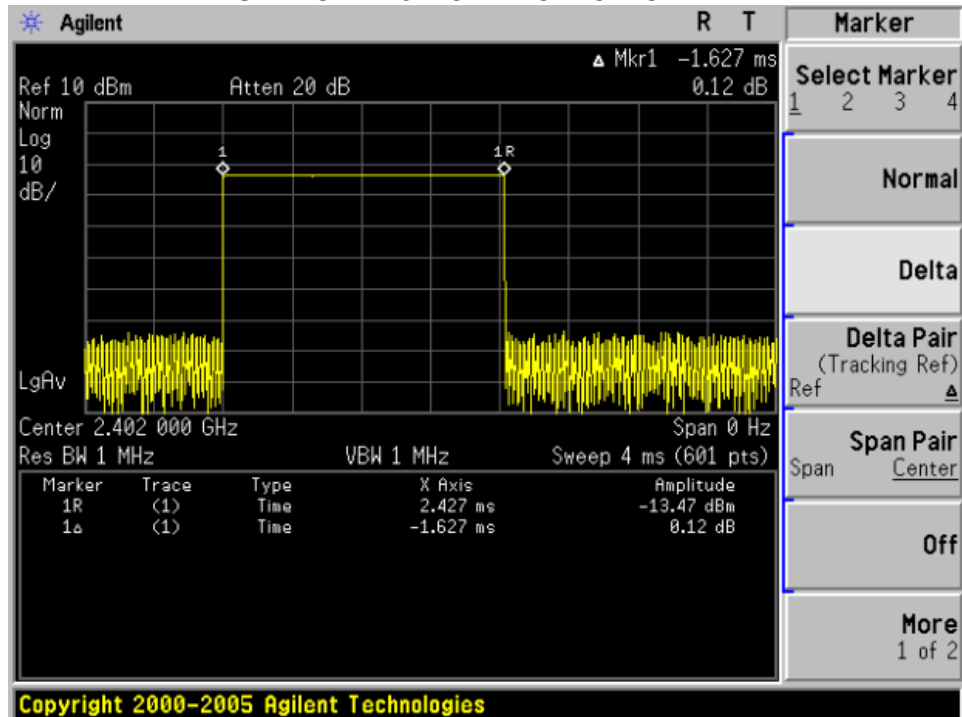 Agilent R T Marker
△ Mkr1 -1.627 ms
Ref 10 dBm Atten 20 dB 0.12 dB
Norm
Log
10
dB/
1 1R
LgAv
Center 2.402 000 GHz Span 0 Hz
Res BW 1 MHz VBW 1 MHz Sweep 4 ms (601 pts)
Marker Trace Type X Axis Amplitude
1R (1) Time 2.427 ms -13.47 dBm
1△ (1) Time -1.627 ms 0.12 dB
Select Marker
1 2 3 4
Normal
Delta
Delta Pair
(Tracking Ref)
Ref △
Span Pair
Span Center
Off
More
1 of 2
Copyright 2000-2005 Agilent Technologies